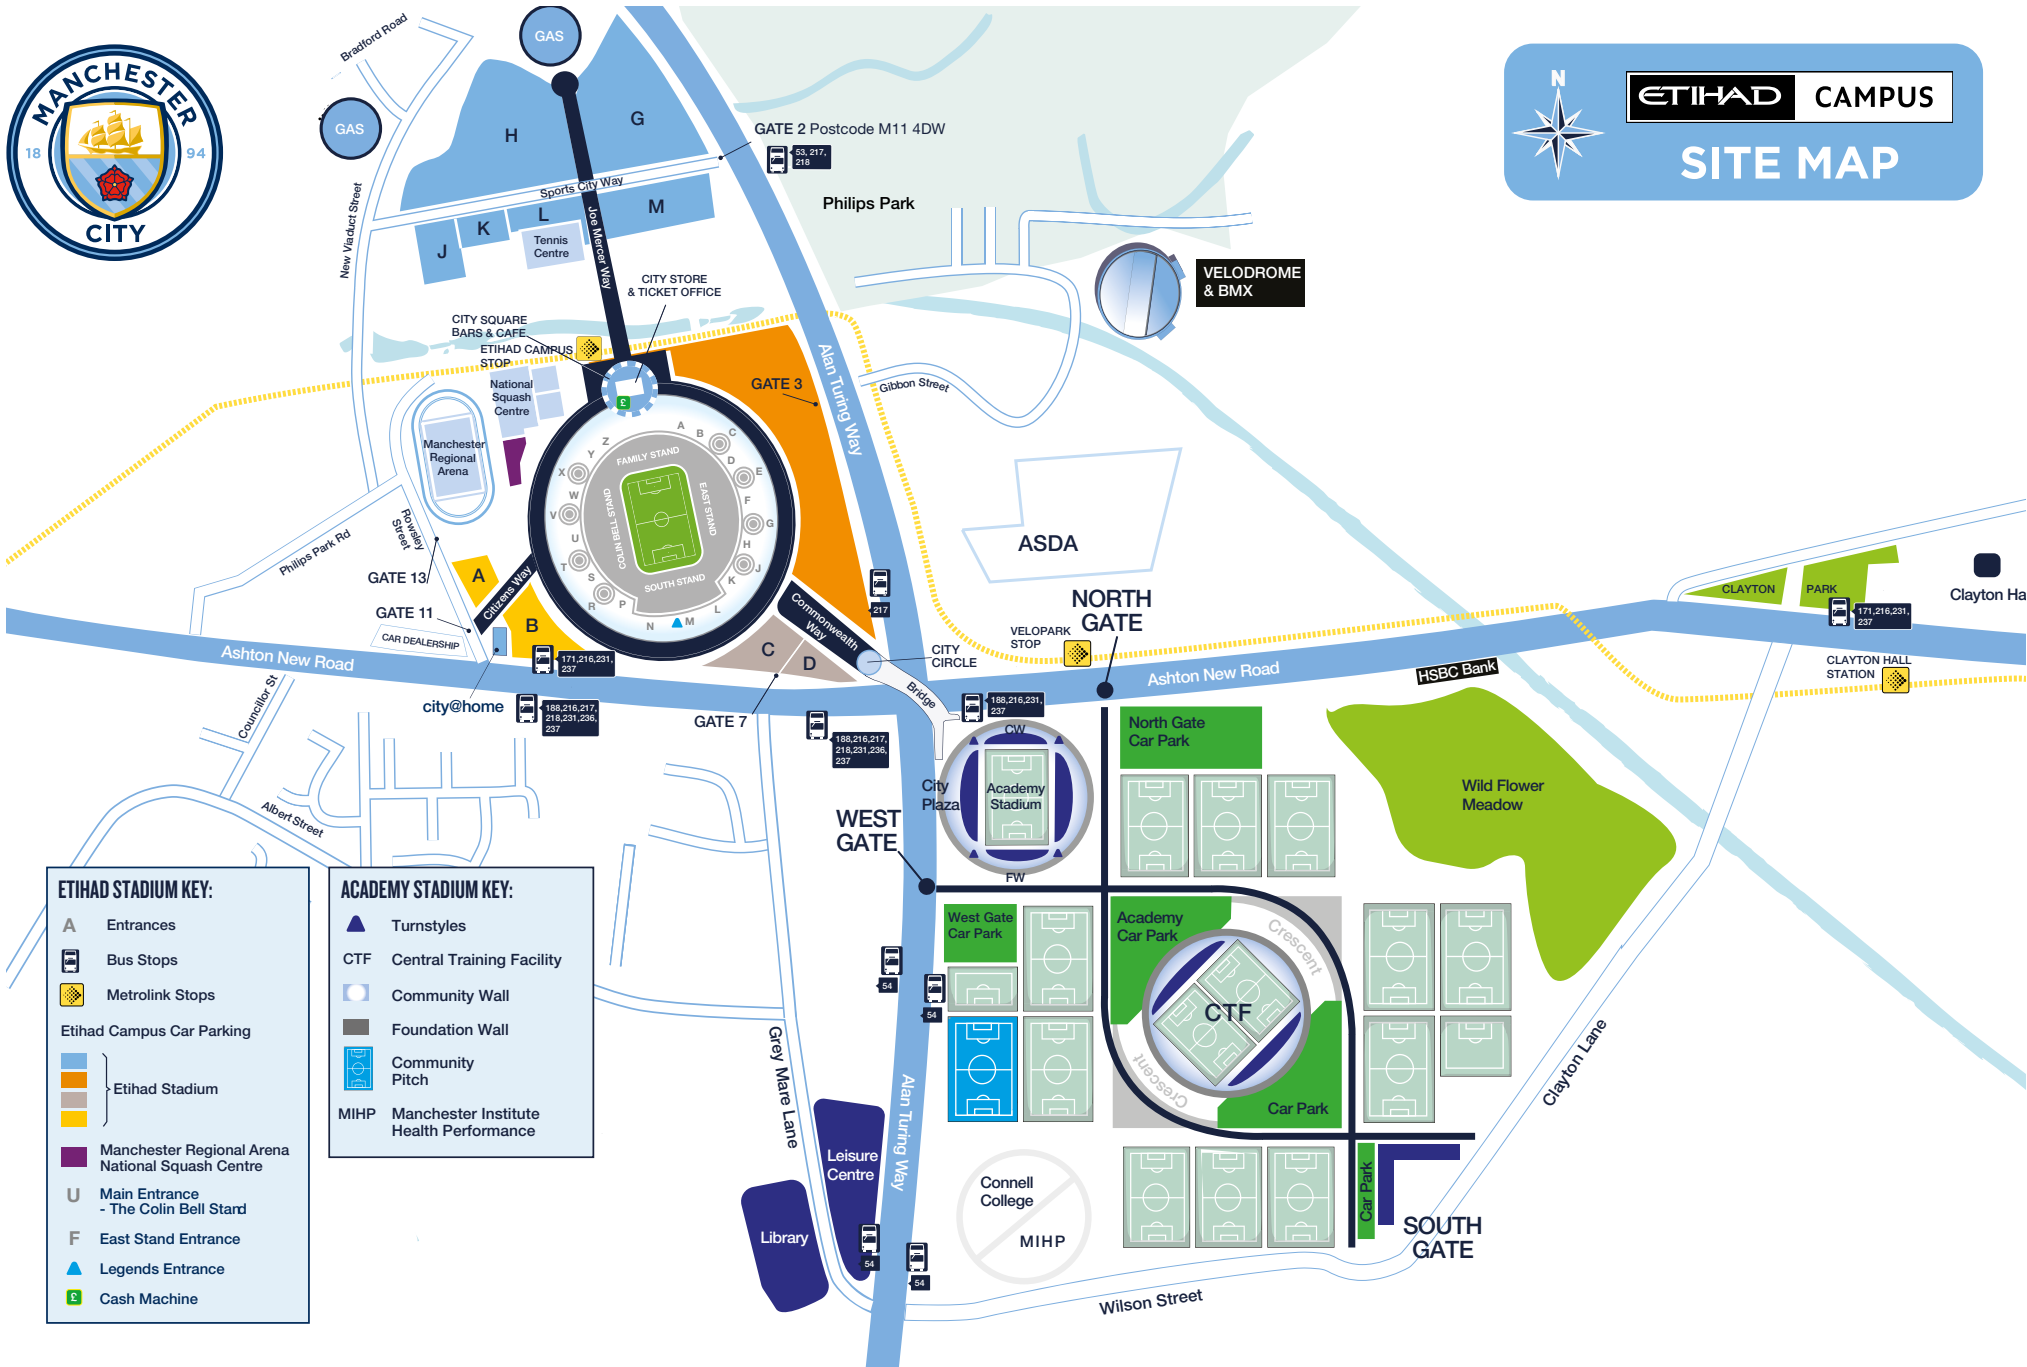 MANCHESTER
18 94
CITY
Bradford Road
GAS
GAS
H
G
GATE 2 Postcode M11 4DW
53, 217,
218
N
ETIHAD CAMPUS
SITE MAP
Sports City Way
New Viaduct Street
Joe Mercer Way
J
K
L
M
Tennis
Centre
Philips Park
VELODROME
& BMX
CITY STORE
& TICKET OFFICE
CITY SQUARE
BARS & CAFE
ETIHAD CAMPUS
STOP
National
Squash
Centre
Manchester
Regional
Arena
GATE 3
Alan Turing Way
Gibbon Street
£
A
B
C
D
E
F
G
H
J
K
L
M
N
P
R
S
T
U
V
W
X
Y
Z
FAMILY STAND
EAST STAND
SOUTH STAND
COLIN BELL STAND
Rowsley
Street
Philips Park Rd
GATE 13
GATE 11
CAR DEALERSHIP
A
B
Citizens Way
C
D
Commonwealth
Way
217
ASDA
NORTH
GATE
VELOPARK
STOP
CITY
CIRCLE
Bridge
CLAYTON
PARK
171,216,231,
237
Clayton Ha
CLAYTON HALL
STATION
HSBC Bank
Ashton New Road
Ashton New Road
171,216,231,
237
city@home
188,216,217,
218,231,236,
237
GATE 7
188,216,217,
218,231,236,
237
188,216,231,
237
Councillor St
Albert Street
CW
City
Plaza
Academy
Stadium
FW
North Gate
Car Park
Wild Flower
Meadow
WEST
GATE
West Gate
Car Park
Academy
Car Park
Crescent
CTF
Crescent
Car Park
54
54
Grey Mare Lane
Alan Turing Way
Leisure
Centre
Library
54
54
Connell
College
MIHP
Car Park
SOUTH
GATE
Clayton Lane
Wilson Street
ETIHAD STADIUM KEY:
A Entrances
Bus Stops
Metrolink Stops
Etihad Campus Car Parking
Etihad Stadium
Manchester Regional Arena
National Squash Centre
U Main Entrance
- The Colin Bell Stand
F East Stand Entrance
Legends Entrance
£ Cash Machine
ACADEMY STADIUM KEY:
Turnstyles
CTF Central Training Facility
Community Wall
Foundation Wall
Community
Pitch
MIHP Manchester Institute
Health Performance